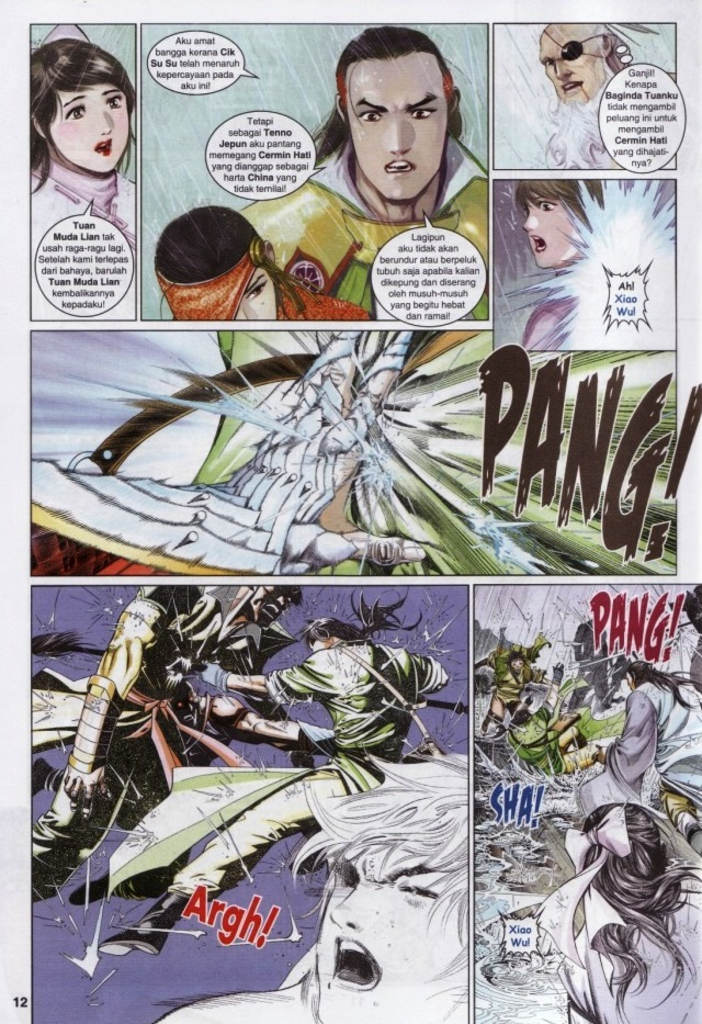 Tuan
Muda Lian tak
usah raga-ragu lagi.
Setelah kami terlepas
dari bahaya, barulah
Tuan Muda Lian
kembalikannya
kepadaku!
Aku amat
bangga kerana Cik
Su Su telah menaruh
kepercayaan pada
aku ini!
Tetapi
sebagai Tenno
Jepun aku pantang
memegang Cermin Hati
yang dianggap sebagai
harta China yang
tidak ternilai!
Lagipun
aku tidak akan
berundur atau berpeluk
tubuh saja apabila kalian
dikepung dan diserang
oleh musuh-musuh
yang begitu hebat
dan ramai!
Ganjil!
Kenapa
Baginda Tuanku
tidak mengambil
peluang ini untuk
mengambil
Cermin Hati
yang dihajati-
nya?
Ah!
Xiao
Wu!
PANG!
Argh!
PANG!
SHA!
Xiao
Wu!
12